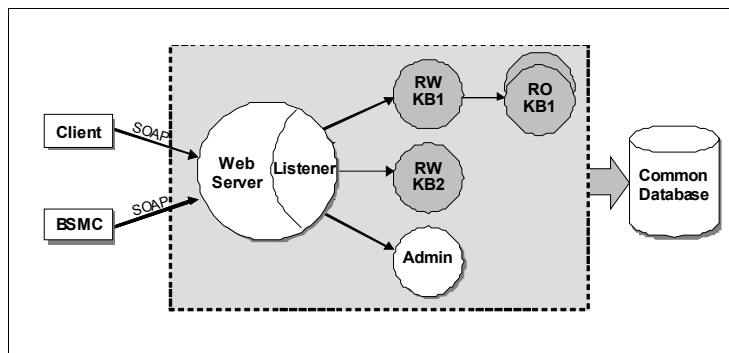 Client
SOAP
BSMC
SOAP
Web
Server
Listener
RW
KB1
RO
KB1
RW
KB2
Admin
Common
Database